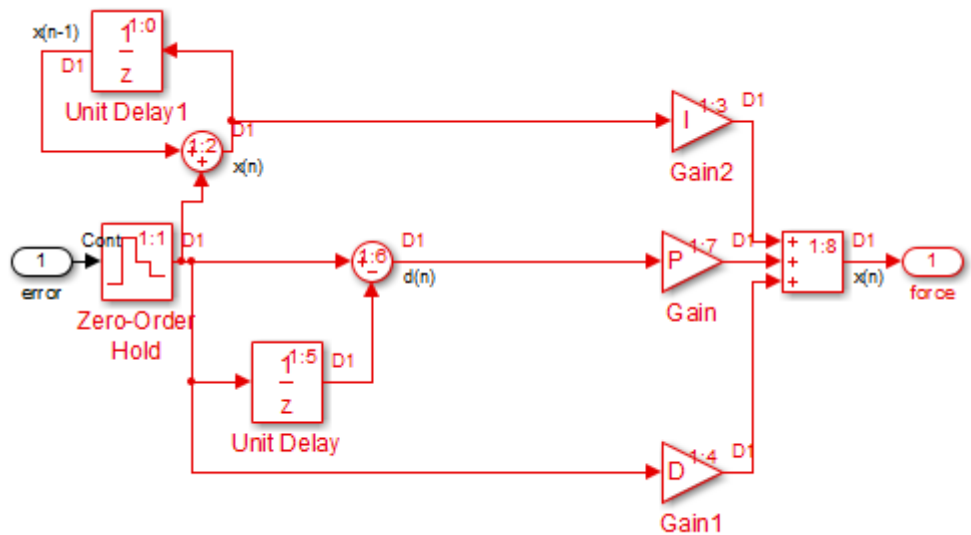 x(n-1)
1:0
D1
1
z
Unit Delay1
D1
1:2
+
+
x(n)
1:3
D1
I
Gain2
Cont
1:1
D1
1
error
Zero-Order
Hold
D1
1:6
+
−
d(n)
1:7
D1
P
Gain
+
+
+
1:8
D1
x(n)
1
force
1:5
D1
1
z
Unit Delay
1:4
D1
D
Gain1